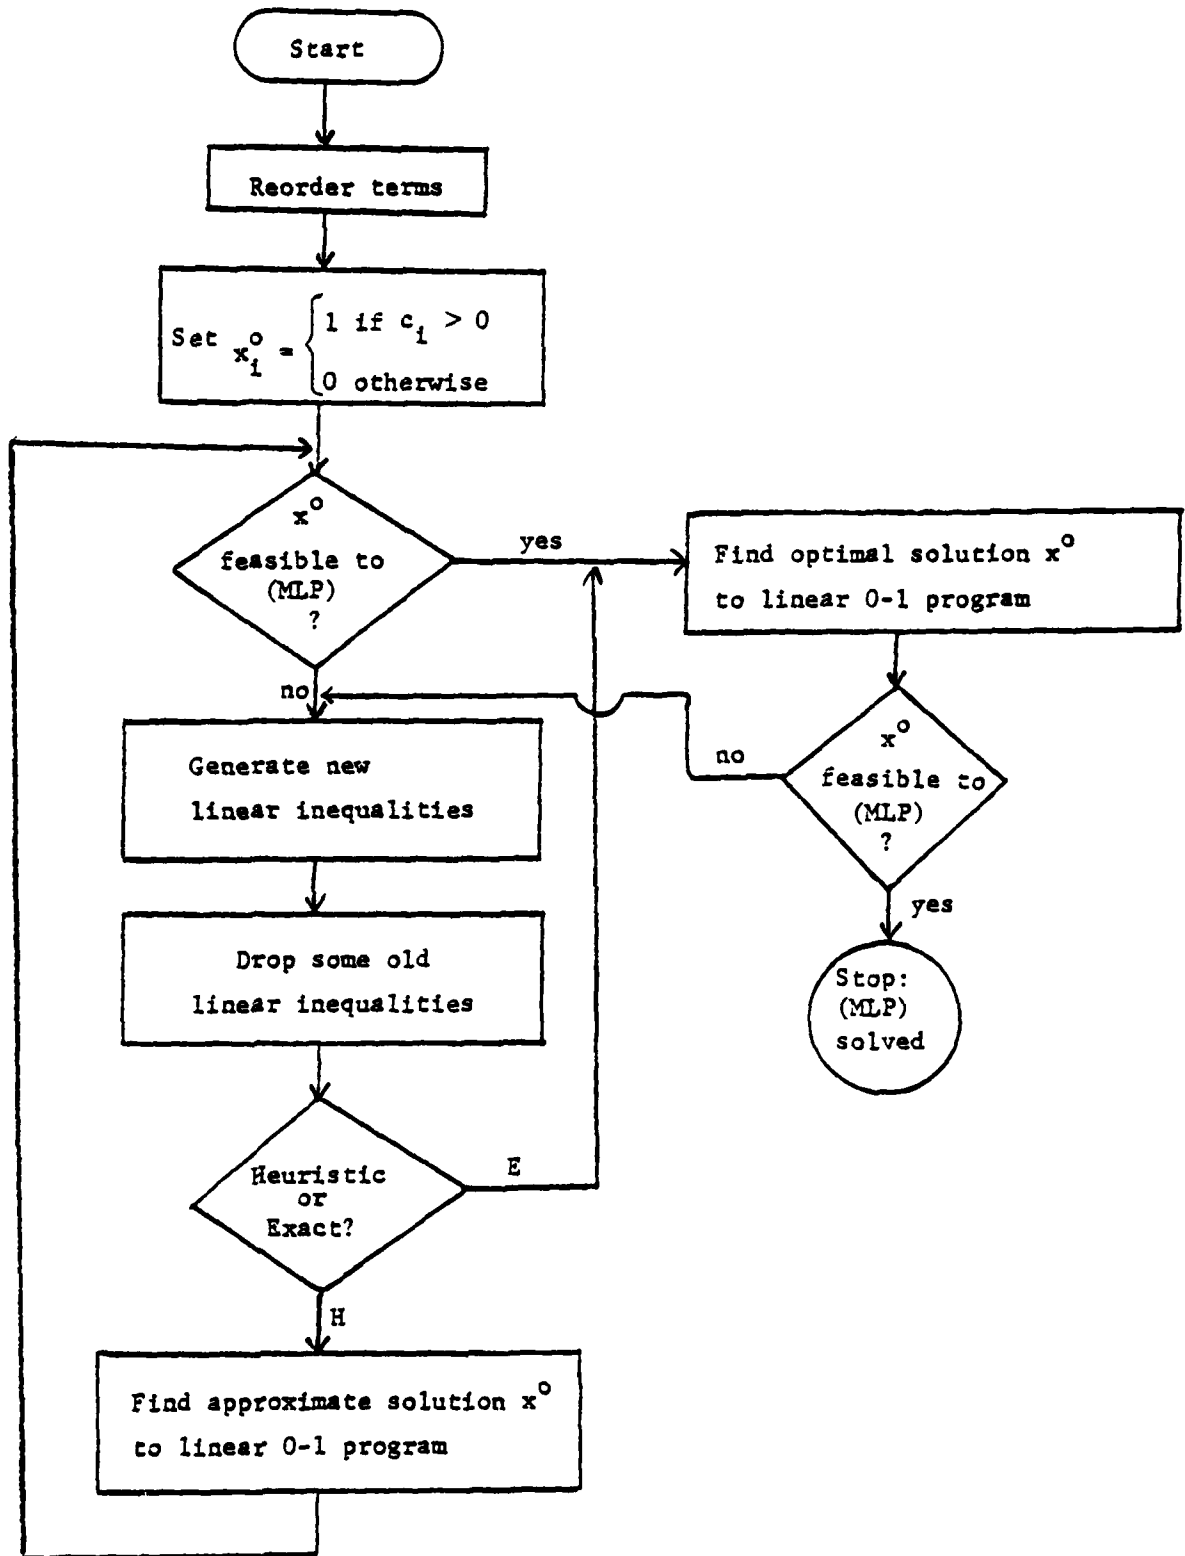 Start
Reorder terms
Set x_i^o = { 1 if c_i > 0
0 otherwise
x^o
feasible to
(MLP)
?
yes
Find optimal solution x^o
to linear 0-1 program
no
Generate new
linear inequalities
no
x^o
feasible to
(MLP)
?
yes
Drop some old
linear inequalities
Stop:
(MLP)
solved
Heuristic
or
Exact?
E
H
Find approximate solution x^o
to linear 0-1 program